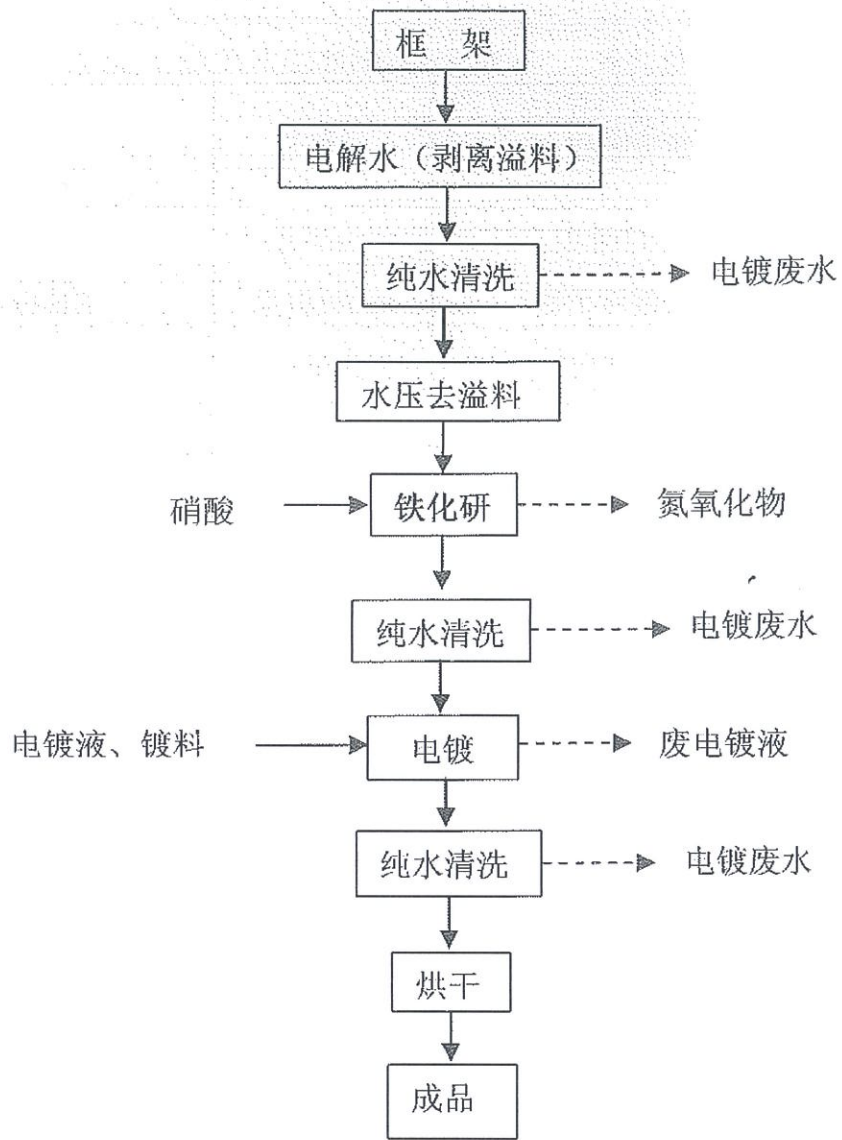 框 架
电解水（剥离溢料）
纯水清洗
电镀废水
水压去溢料
硝酸
铁化研
氮氧化物
纯水清洗
电镀废水
电镀液、镀料
电镀
废电镀液
纯水清洗
电镀废水
烘干
成品